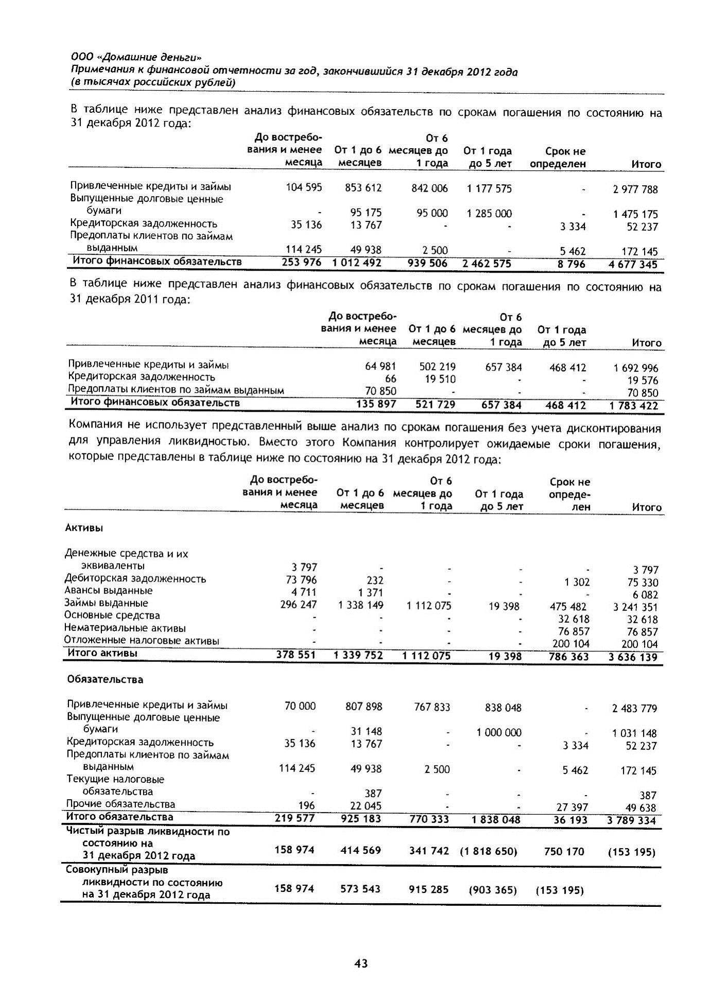 ООО «Домашние деньги»
Примечания к финансовой отчетности за год, закончившийся 31 декабря 2012 года
(в тысячах российских рублей)
В таблице ниже представлен анализ финансовых обязательств по срокам погашения по состоянию на
31 декабря 2012 года:
До востребо- От 6
вания и менее От 1 до 6 месяцев до От 1 года Срок не
месяца месяцев 1 года до 5 лет определен Итого
Привлеченные кредиты и займы 104 595 853 612 842 006 1 177 575 - 2 977 788
Выпущенные долговые ценные
бумаги - 95 175 95 000 1 285 000 - 1 475 175
Кредиторская задолженность 35 136 13 767 - - 3 334 52 237
Предоплаты клиентов по займам
выданным 114 245 49 938 2 500 - 5 462 172 145
Итого финансовых обязательств 253 976 1 012 492 939 506 2 462 575 8 796 4 677 345
В таблице ниже представлен анализ финансовых обязательств по срокам погашения по состоянию на
31 декабря 2011 года:
До востребо- От 6
вания и менее От 1 до 6 месяцев до От 1 года
месяца месяцев 1 года до 5 лет Итого
Привлеченные кредиты и займы 64 981 502 219 657 384 468 412 1 692 996
Кредиторская задолженность 66 19 510 - - 19 576
Предоплаты клиентов по займам выданным 70 850 - - - 70 850
Итого финансовых обязательств 135 897 521 729 657 384 468 412 1 783 422
Компания не использует представленный выше анализ по срокам погашения без учета дисконтирования
для управления ликвидностью. Вместо этого Компания контролирует ожидаемые сроки погашения,
которые представлены в таблице ниже по состоянию на 31 декабря 2012 года:
До востребо- От 6 Срок не
вания и менее От 1 до 6 месяцев до От 1 года опреде-
месяца месяцев 1 года до 5 лет лен Итого
Активы
Денежные средства и их
эквиваленты 3 797 - - - - 3 797
Дебиторская задолженность 73 796 232 - - 1 302 75 330
Авансы выданные 4 711 1 371 - - - 6 082
Займы выданные 296 247 1 338 149 1 112 075 19 398 475 482 3 241 351
Основные средства - - - - 32 618 32 618
Нематериальные активы - - - - 76 857 76 857
Отложенные налоговые активы - - - - 200 104 200 104
Итого активы 378 551 1 339 752 1 112 075 19 398 786 363 3 636 139
Обязательства
Привлеченные кредиты и займы 70 000 807 898 767 833 838 048 - 2 483 779
Выпущенные долговые ценные
бумаги - 31 148 - 1 000 000 - 1 031 148
Кредиторская задолженность 35 136 13 767 - - 3 334 52 237
Предоплаты клиентов по займам
выданным 114 245 49 938 2 500 - 5 462 172 145
Текущие налоговые
обязательства - 387 - - - 387
Прочие обязательства 196 22 045 - - 27 397 49 638
Итого обязательства 219 577 925 183 770 333 1 838 048 36 193 3 789 334
Чистый разрыв ликвидности по
состоянию на
31 декабря 2012 года 158 974 414 569 341 742 (1 818 650) 750 170 (153 195)
Совокупный разрыв
ликвидности по состоянию
на 31 декабря 2012 года 158 974 573 543 915 285 (903 365) (153 195)
43